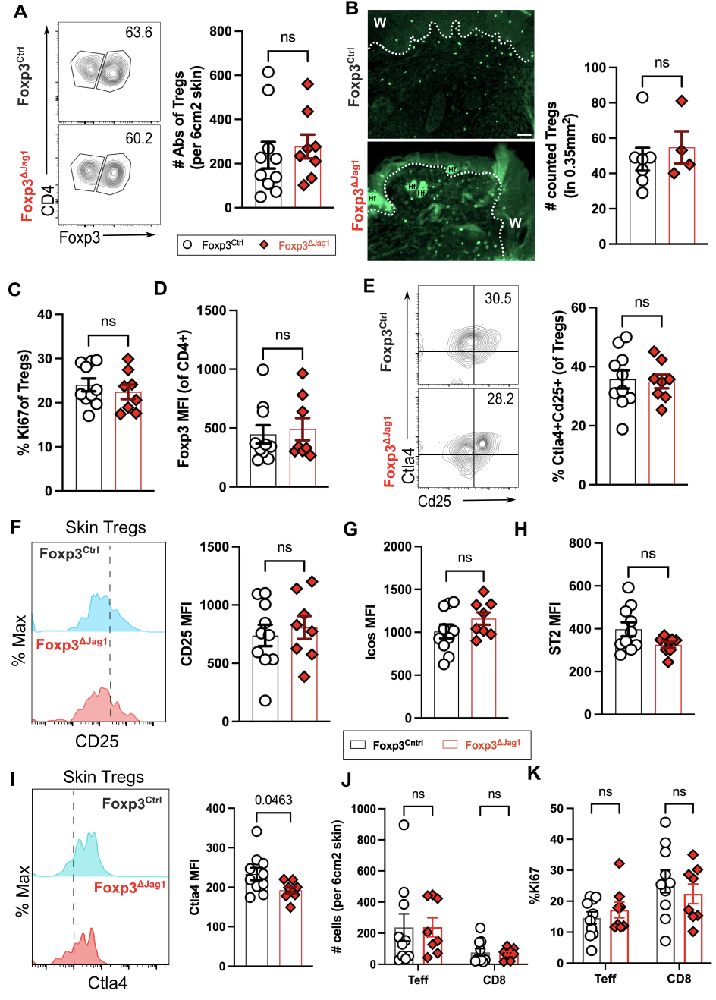 A
Foxp3Ctrl
63.6
Foxp3ΔJag1
CD4
60.2
Foxp3
# Abs of Tregs
(per 6cm2 skin)
800
600
400
200
0
ns
Foxp3Ctrl
Foxp3ΔJag1
B
Foxp3Ctrl
W
Foxp3ΔJag1
Hf
Hf
Hf
Hf
W
# counted Tregs
(in 0.35mm2)
100
80
60
40
20
0
ns
C
% Ki67of Tregs)
40
30
20
10
0
ns
D
Foxp3 MFI (of CD4+)
1500
1000
500
0
ns
E
Foxp3Ctrl
30.5
Foxp3ΔJag1
Ctla4
28.2
Cd25
% Ctla4+Cd25+ (of Tregs)
60
40
20
0
ns
F
Skin Tregs
Foxp3Ctrl
Foxp3ΔJag1
% Max
CD25
CD25 MFI
1500
1000
500
0
ns
G
Icos MFI
2000
1500
1000
500
0
ns
H
ST2 MFI
800
600
400
200
0
ns
Foxp3Cntrl
Foxp3ΔJag1
I
Skin Tregs
Foxp3Ctrl
Foxp3ΔJag1
% Max
Ctla4
Ctla4 MFI
400
300
200
100
0
0.0463
J
# cells (per 6cm2 skin)
1000
800
600
400
200
0
ns
ns
Teff
CD8
K
%Ki67
50
40
30
20
10
0
ns
ns
Teff
CD8